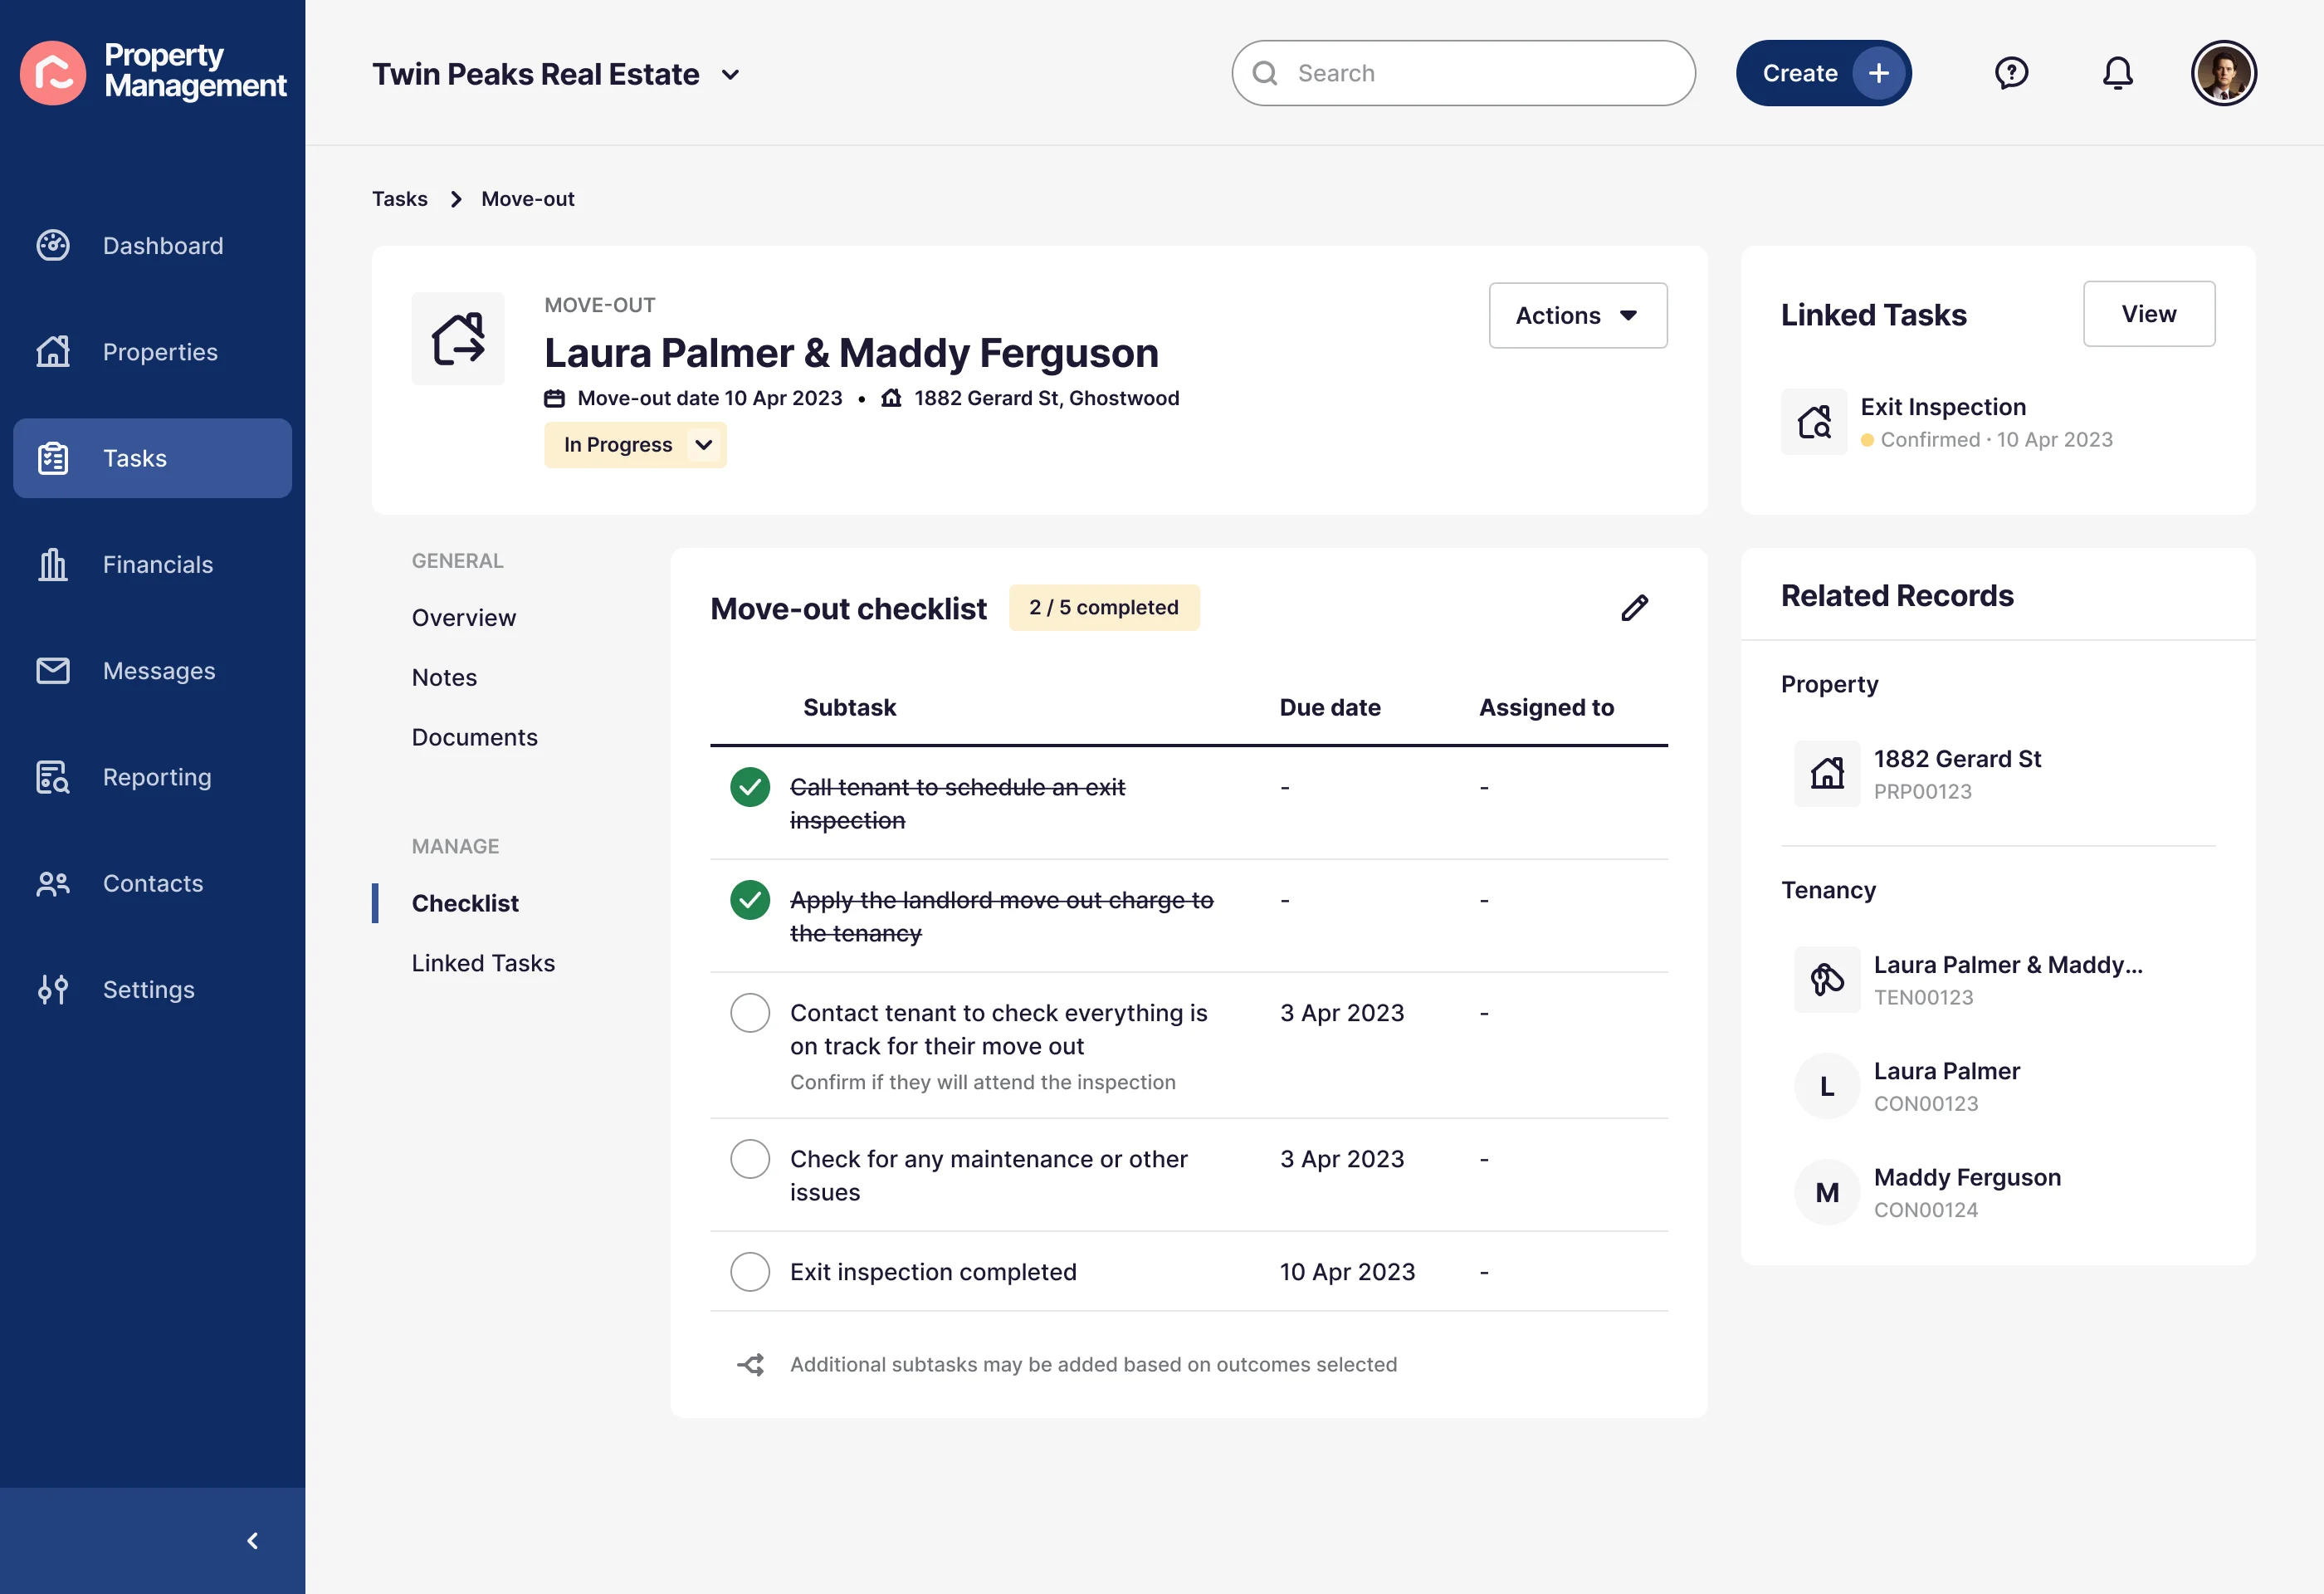 Property
Management
Twin Peaks Real Estate
Search
Create
Dashboard
Properties
Tasks
Financials
Messages
Reporting
Contacts
Settings
Tasks
Move-out
MOVE-OUT
Laura Palmer & Maddy Ferguson
Move-out date 10 Apr 2023 • 1882 Gerard St, Ghostwood
In Progress
Actions
Linked Tasks
View
Exit Inspection
Confirmed · 10 Apr 2023
GENERAL
Overview
Notes
Documents
MANAGE
Checklist
Linked Tasks
Move-out checklist
2 / 5 completed
Subtask Due date Assigned to
Call tenant to schedule an exit - -
inspection
Apply the landlord move out charge to - -
the tenancy
Contact tenant to check everything is 3 Apr 2023 -
on track for their move out
Confirm if they will attend the inspection
Check for any maintenance or other 3 Apr 2023 -
issues
Exit inspection completed 10 Apr 2023 -
Additional subtasks may be added based on outcomes selected
Related Records
Property
1882 Gerard St
PRP00123
Tenancy
Laura Palmer & Maddy...
TEN00123
L
Laura Palmer
CON00123
M
Maddy Ferguson
CON00124